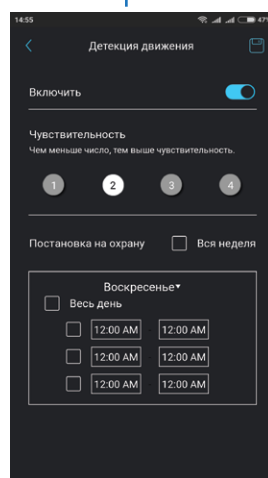 14:55 47%
Детекция движения
Включить
Чувствительность
Чем меньше число, тем выше чувствительность.
1 2 3 4
Постановка на охрану Вся неделя
Воскресенье▾
Весь день
12:00 AM - 12:00 AM
12:00 AM - 12:00 AM
12:00 AM - 12:00 AM